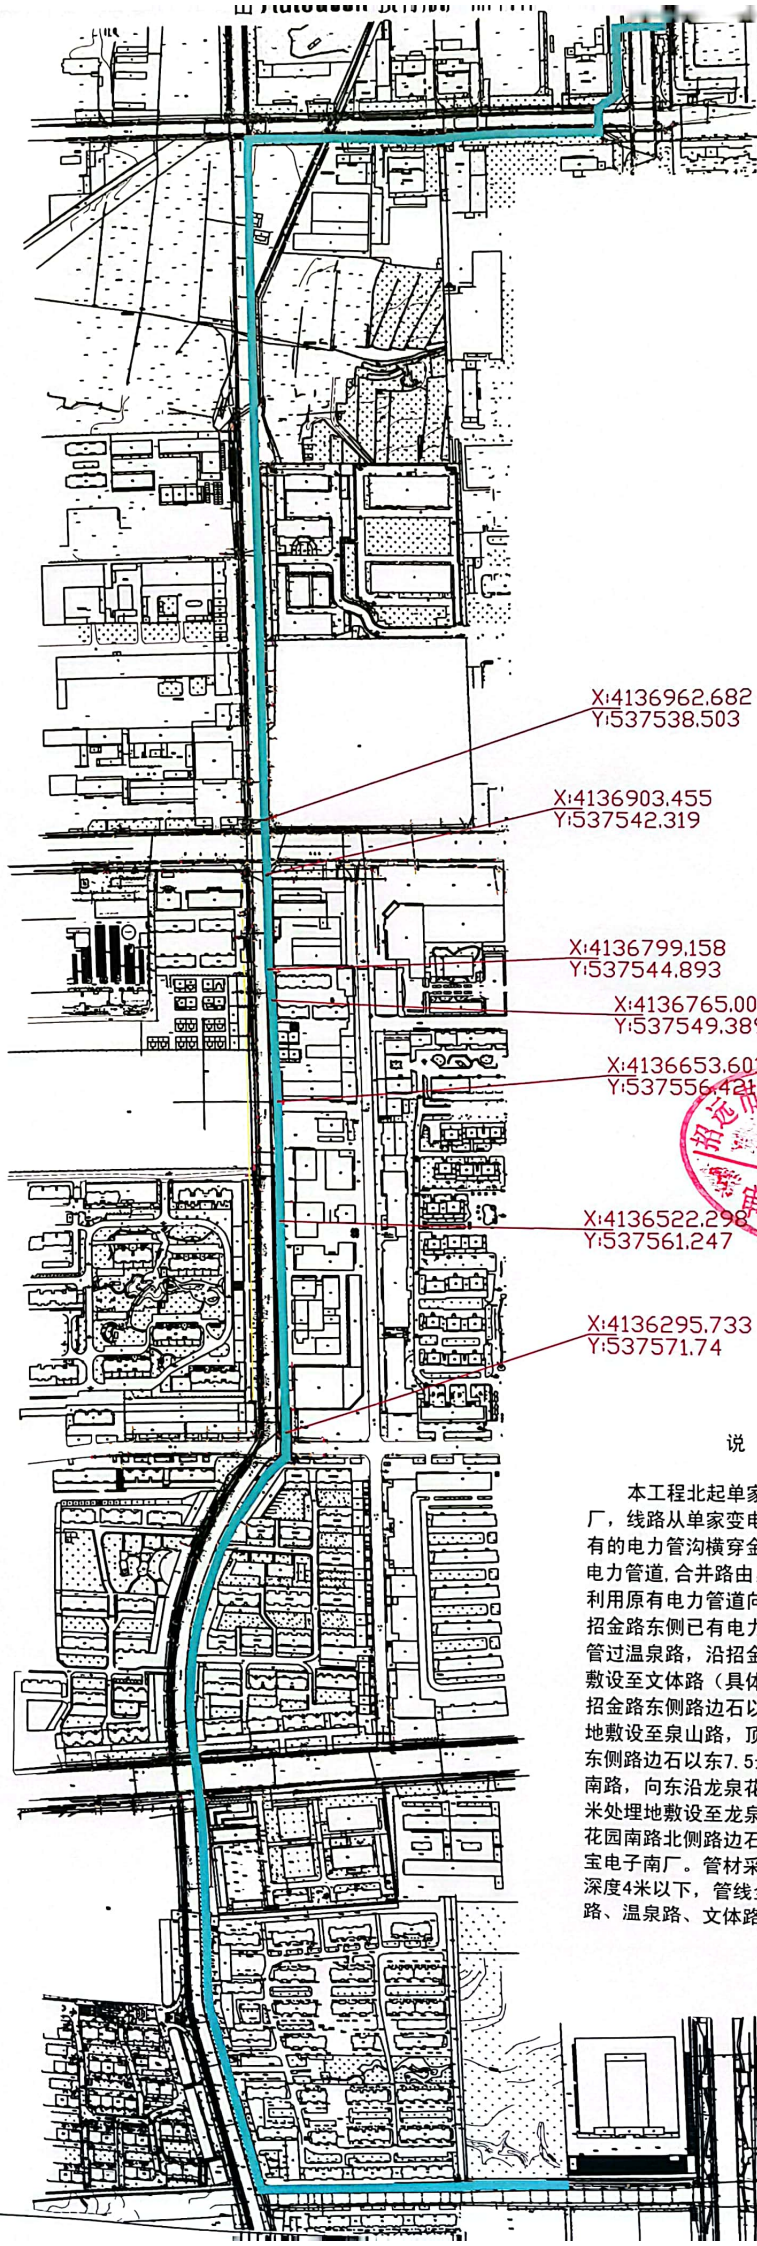 X:4136962.682
Y:537538.503
X:4136903.455
Y:537542.319
X:4136799.158
Y:537544.893
X:4136765.00
Y:537549.389
X:4136653.603
Y:537556.421
招远市
X:4136522.298
Y:537561.247
X:4136295.733
Y:537571.74
说
本工程北起单家
厂，线路从单家变电
有的电力管沟横穿金
电力管道,合并路由
利用原有电力管道向
招金路东侧已有电力
管过温泉路，沿招金
敷设至文体路（具体
招金路东侧路边石以
地敷设至泉山路，顶
东侧路边石以东7.5
南路，向东沿龙泉花
米处埋地敷设至龙泉
花园南路北侧路边石
宝电子南厂。管材采
深度4米以下，管线
路、温泉路、文体路